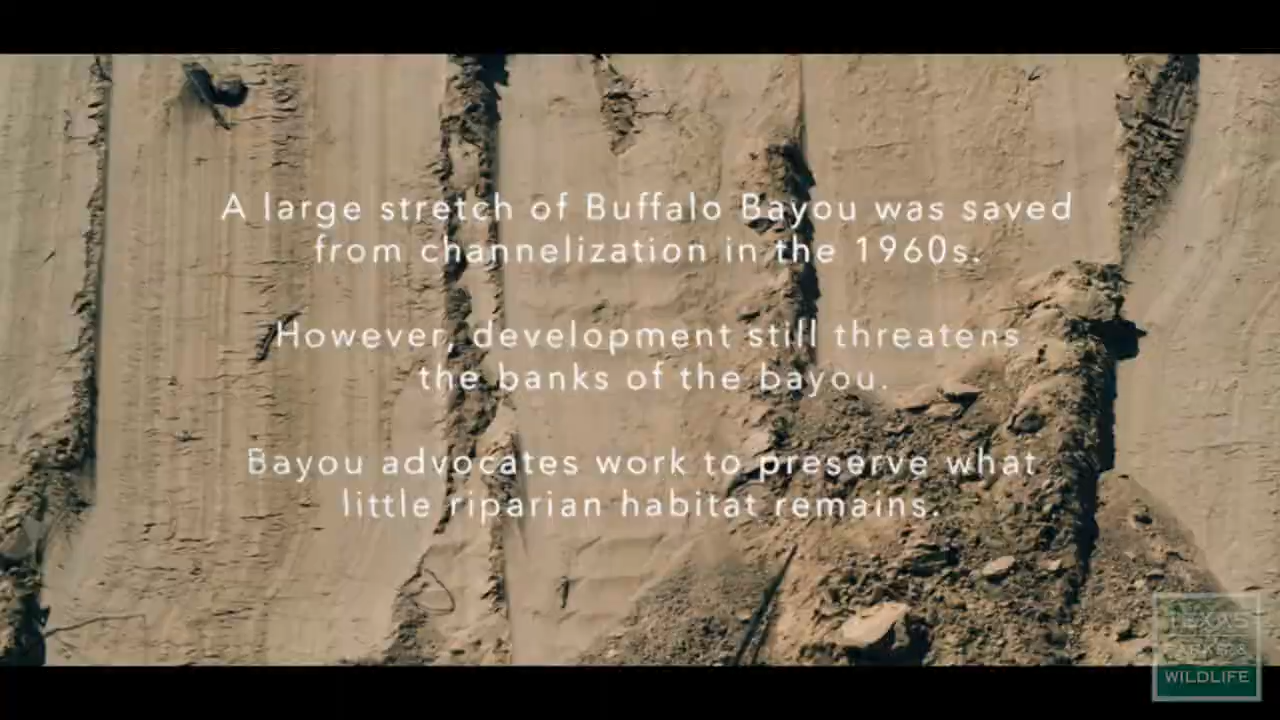 A large stretch of Buffalo Bayou was saved
from channelization in the 1960s.
However, development still threatens
the banks of the bayou.
Bayou advocates work to preserve what
little riparian habitat remains.
TEXAS
PARKS &
WILDLIFE